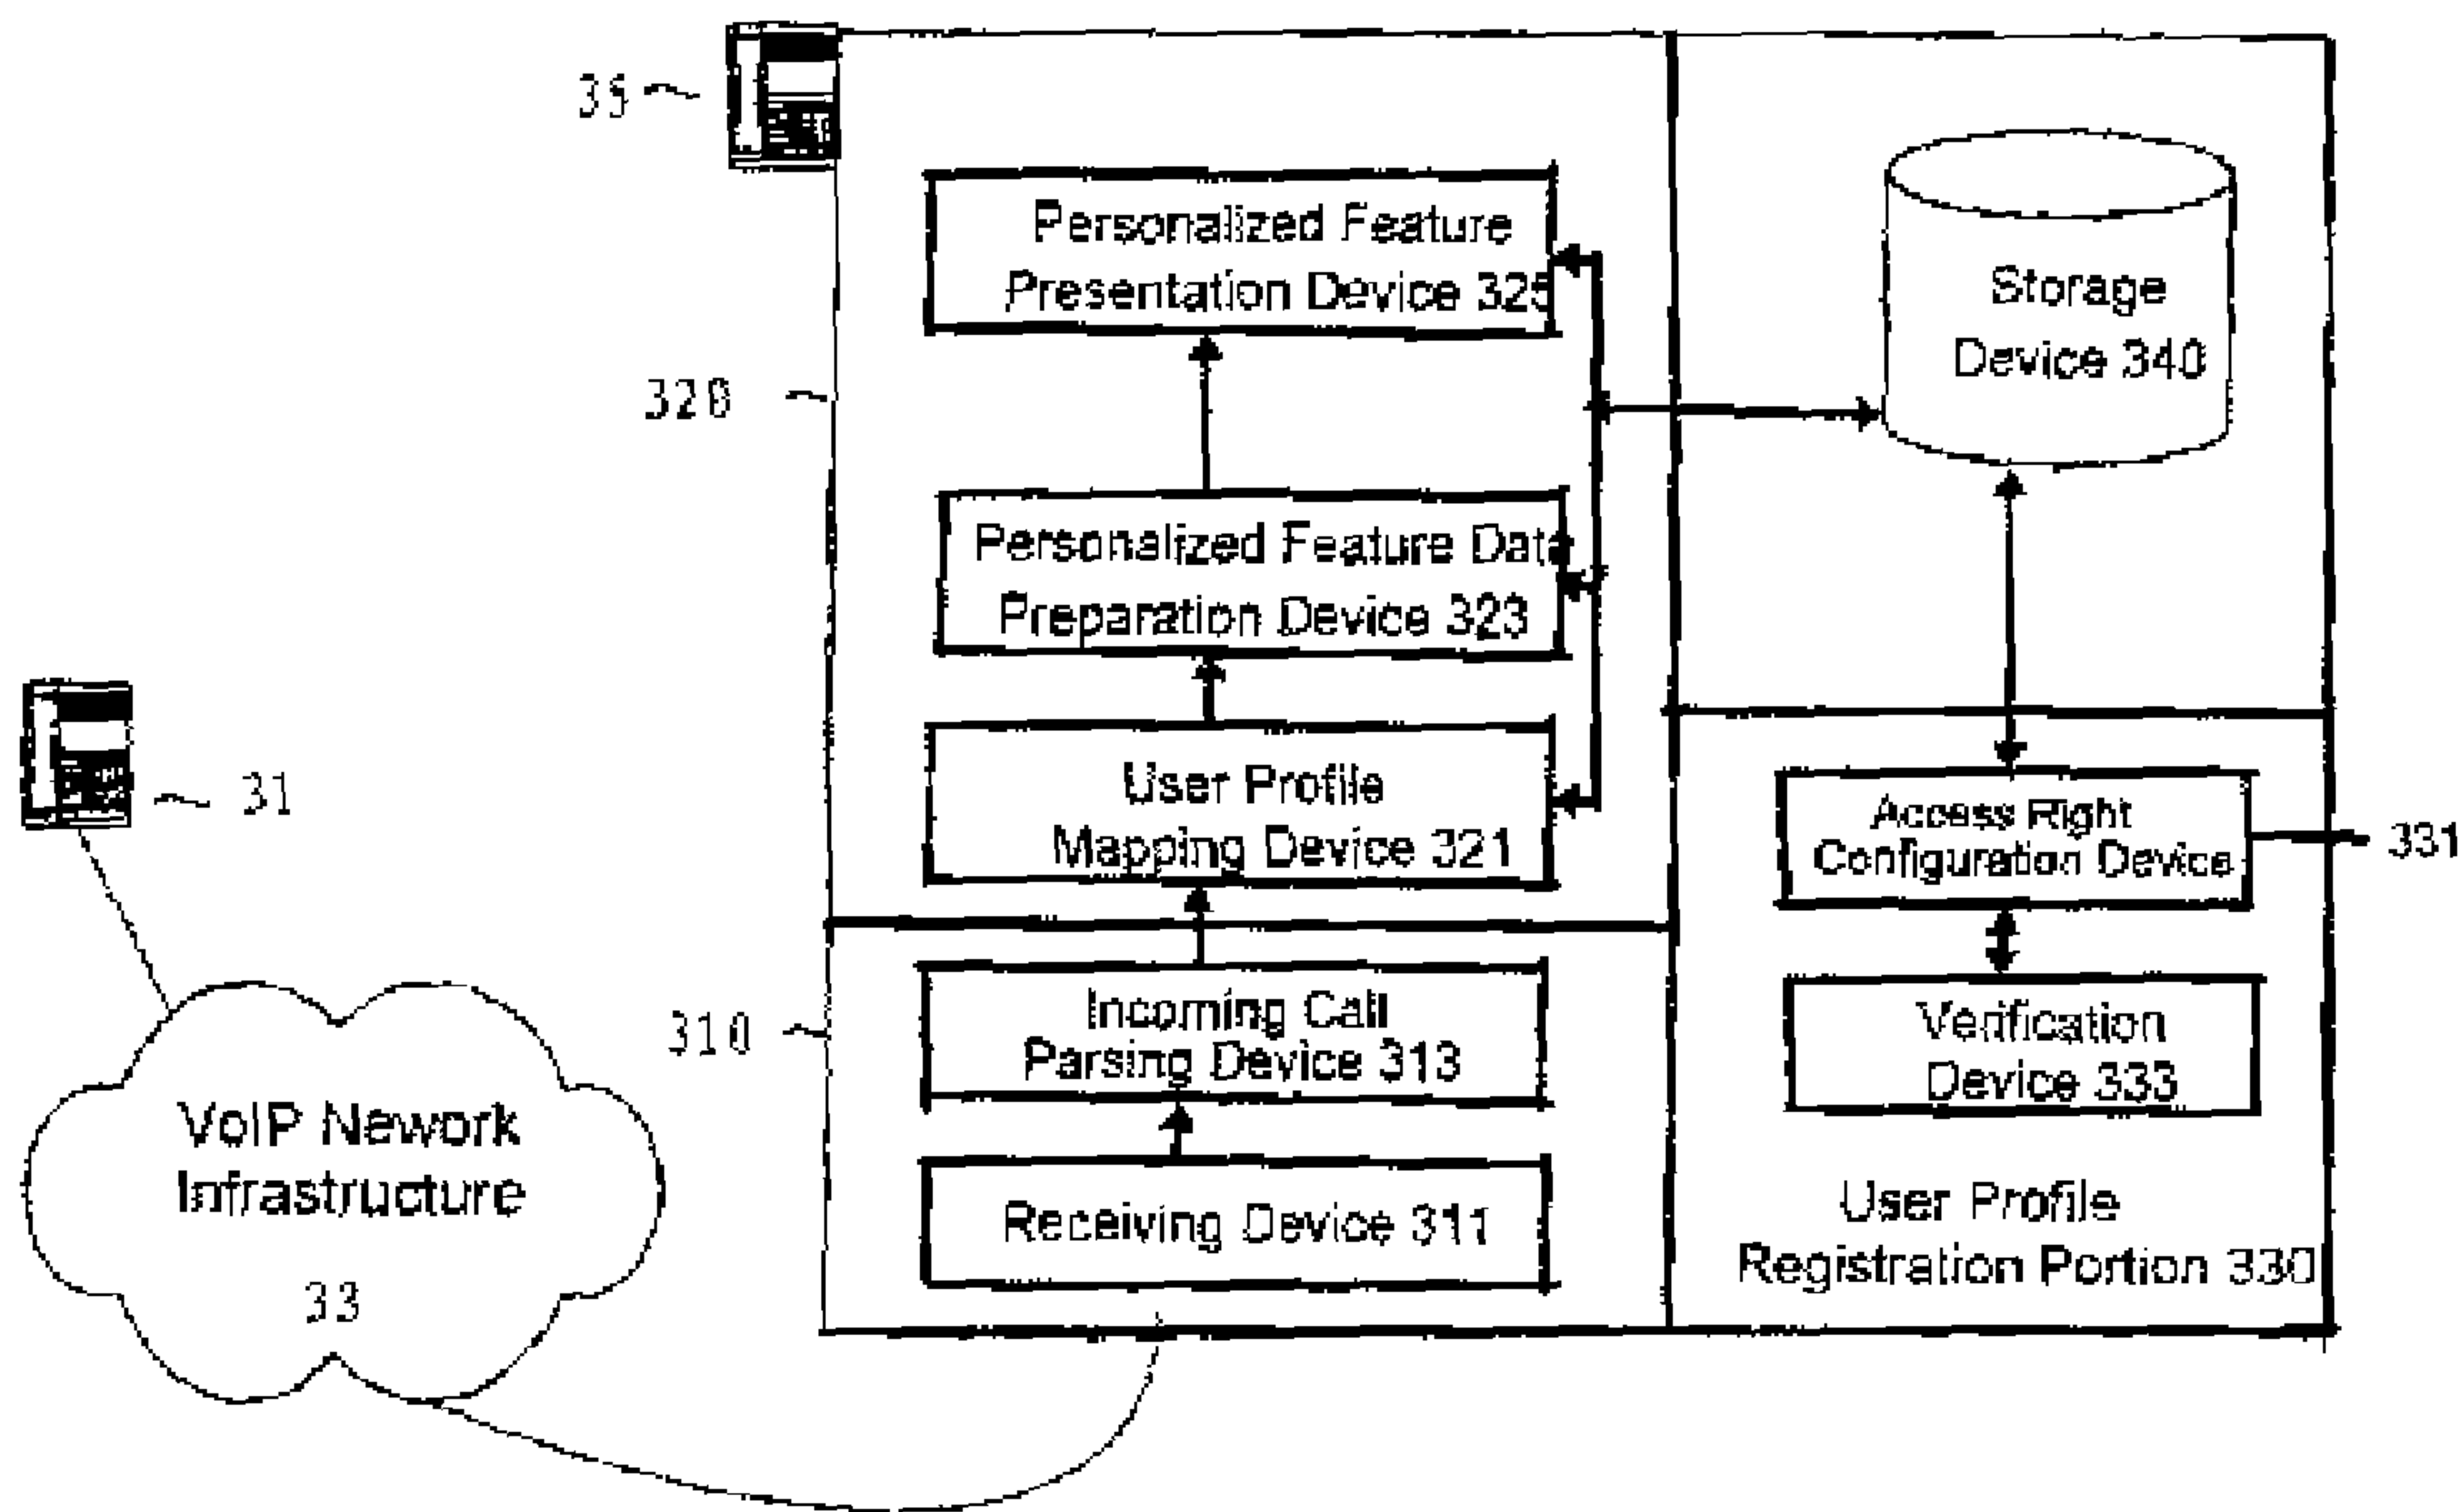 35
Personalized Feature
Presentation Device 325
Storage
Device 340
320
Personalized Feature Data
Preparation Device 323
31
User Profile
Mapping Device 321
Access Right
Configuration Device
331
310
Incoming Call
Parsing Device 313
Verification
Device 333
VoIP Nework
Infrastructure
33
Receiving Device 311
User Profile
Registration Portion 330